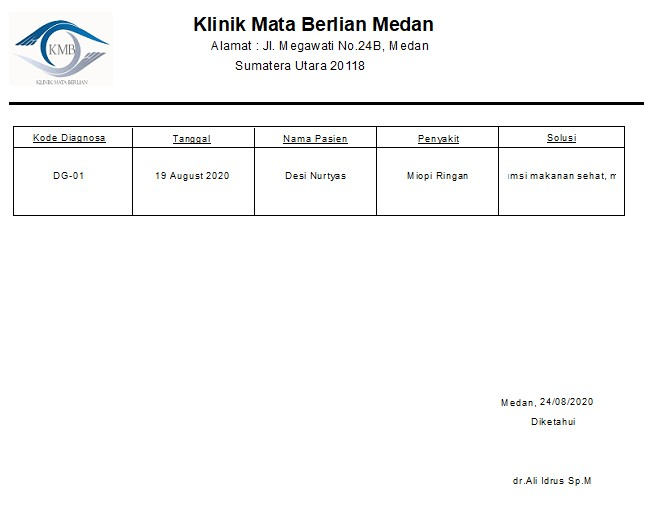 KMB
KLINIK MATA BERLIAN
Klinik Mata Berlian Medan
Alamat : Jl. Megawati No.24B, Medan
Sumatera Utara 20118
Kode Diagnosa Tanggal Nama Pasien Penyakit Solusi
DG-01 19 August 2020 Desi Nurtyas Miopi Ringan makanan sehat,
Medan, 24/08/2020
Diketahui
dr.Ali Idrus Sp.M